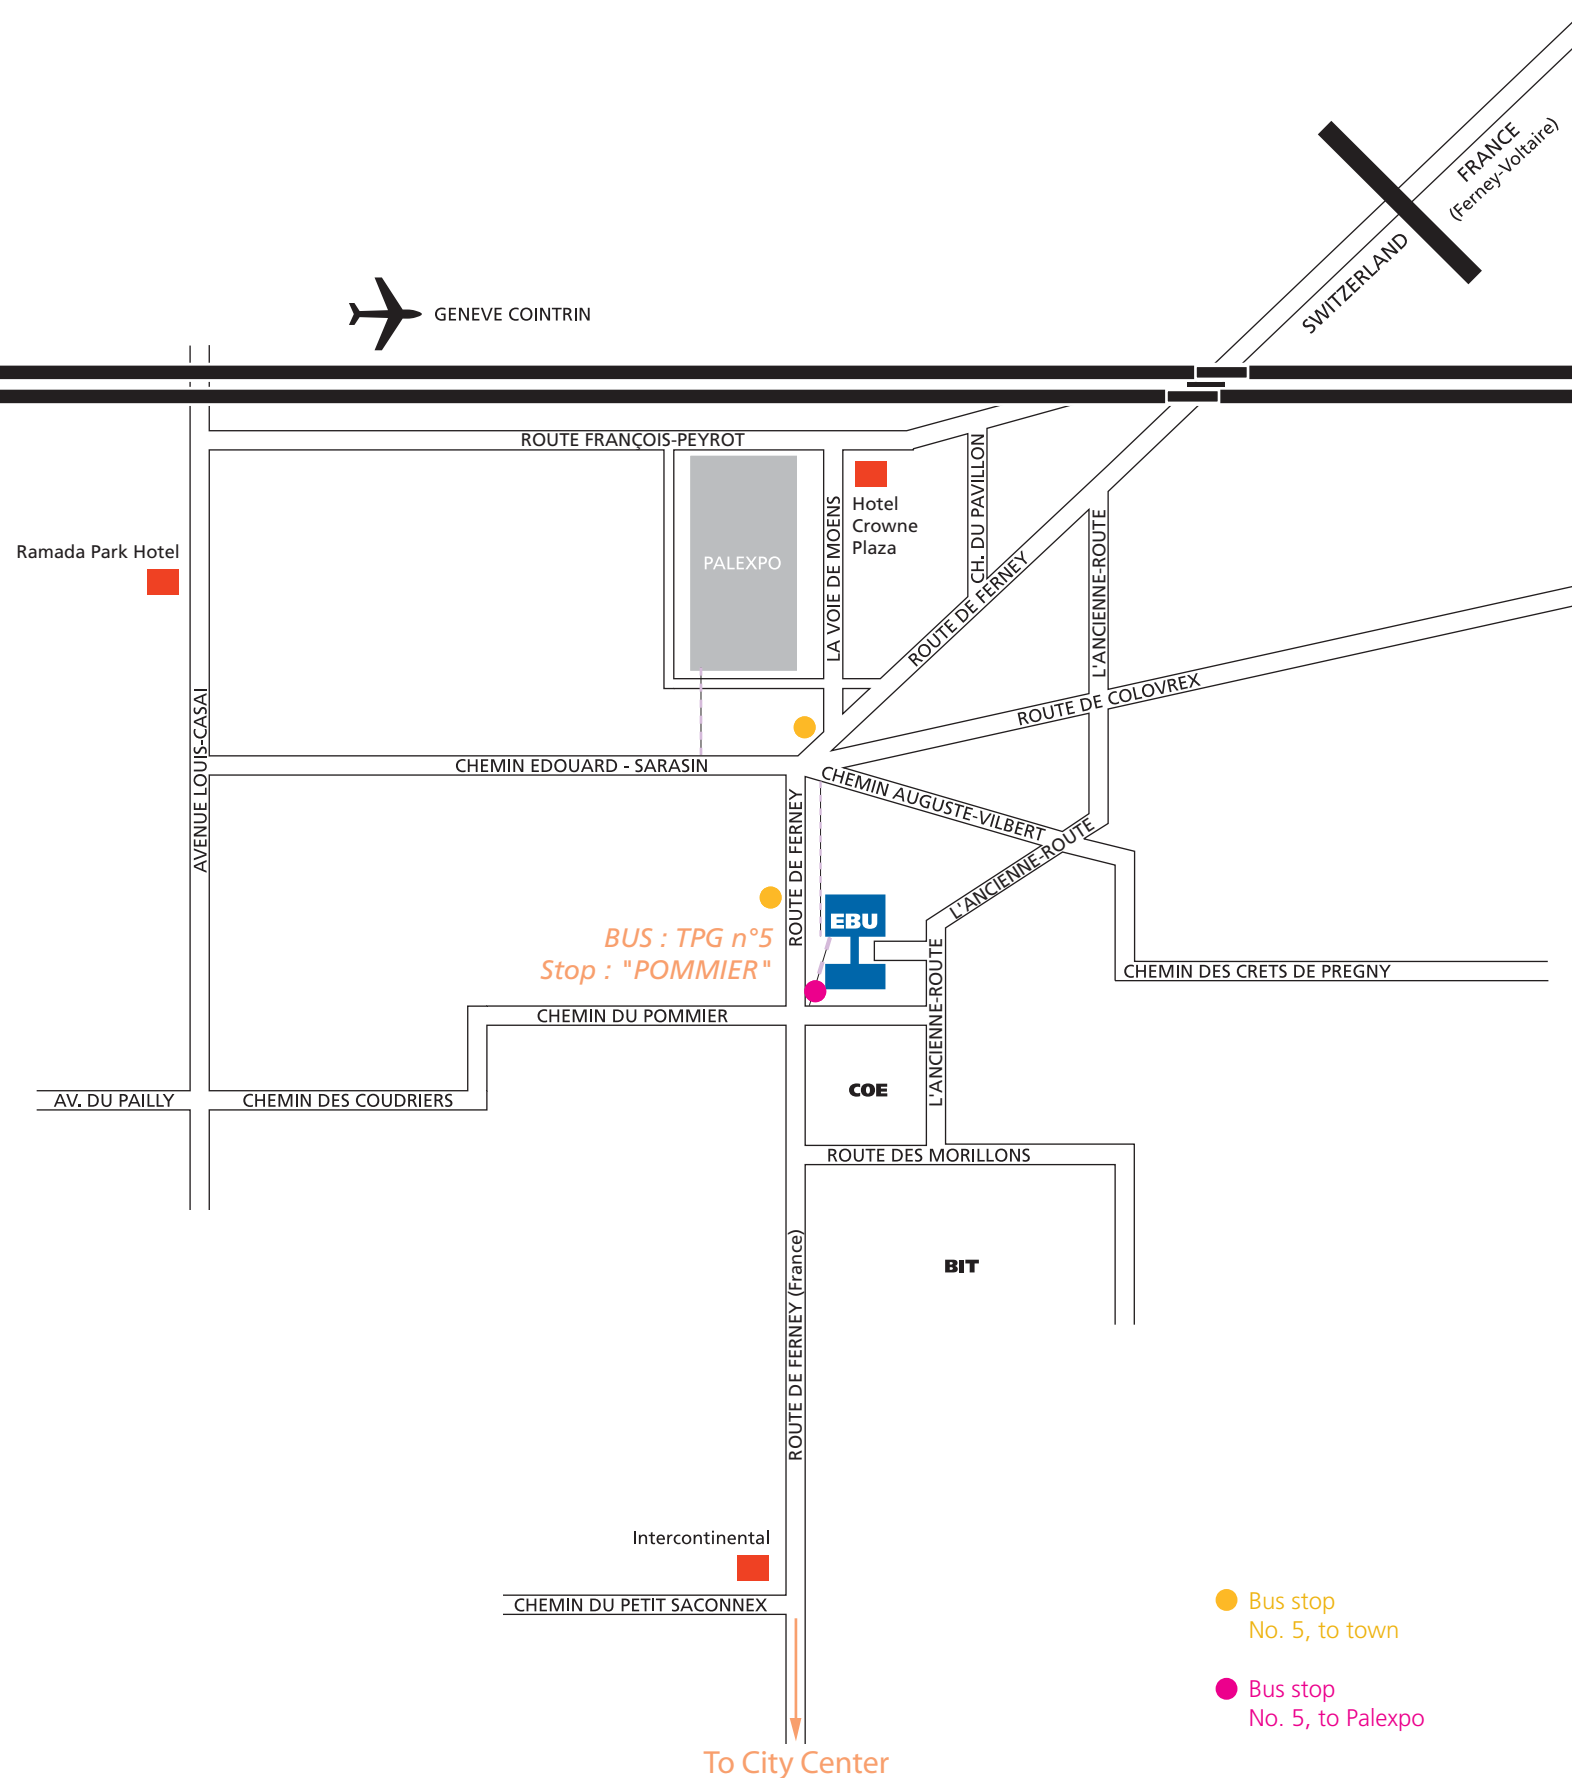 FRANCE
(Ferney-Voltaire)
SWITZERLAND
GENEVE COINTRIN
ROUTE FRANÇOIS-PEYROT
Hotel
Crowne
Plaza
CH. DU PAVILLON
LA VOIE DE MOENS
PALEXPO
Ramada Park Hotel
ROUTE DE FERNEY
L'ANCIENNE-ROUTE
ROUTE DE COLOVREX
AVENUE LOUIS-CASAI
CHEMIN EDOUARD - SARASIN
CHEMIN AUGUSTE-VILBERT
ROUTE DE FERNEY
L'ANCIENNE-ROUTE
EBU
BUS : TPG n°5
Stop : "POMMIER"
L'ANCIENNE-ROUTE
CHEMIN DES CRETS DE PREGNY
CHEMIN DU POMMIER
COE
AV. DU PAILLY
CHEMIN DES COUDRIERS
ROUTE DES MORILLONS
BIT
ROUTE DE FERNEY (France)
Intercontinental
CHEMIN DU PETIT SACONNEX
Bus stop
No. 5, to town
Bus stop
No. 5, to Palexpo
To City Center